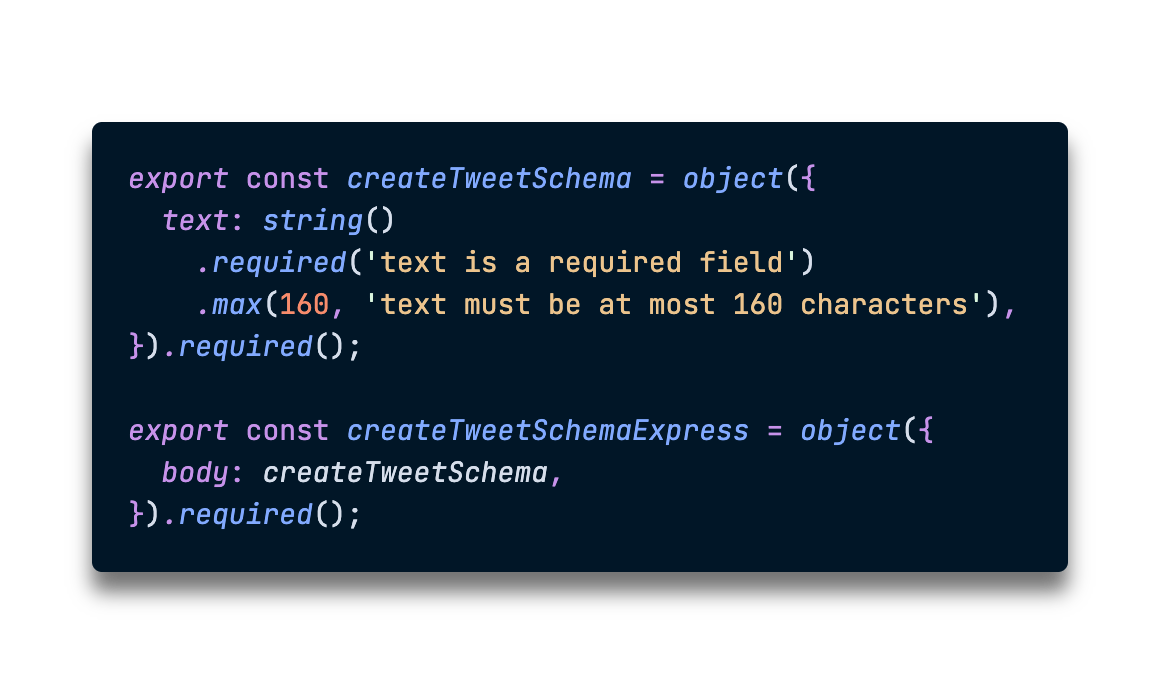 export const createTweetSchema = object({
  text: string()
    .required('text is a required field')
    .max(160, 'text must be at most 160 characters'),
}).required();

export const createTweetSchemaExpress = object({
  body: createTweetSchema,
}).required();